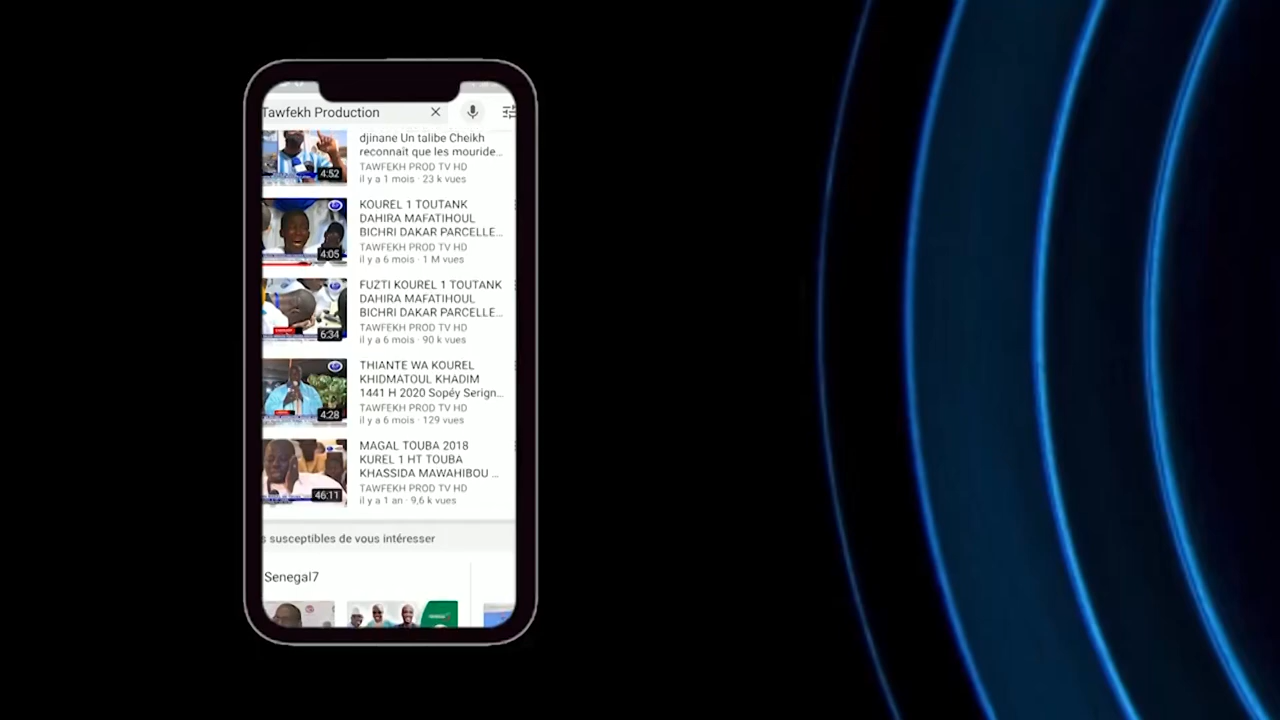 Tawfekh Production
djinane Un talibe Cheikh
reconnait que les mouride...
TAWFEKH PROD TV HD
il y a 1 mois · 23 k vues
4:52
KOUREL 1 TOUTANK
DAHIRA MAFATIHOUL
BICHRI DAKAR PARCELLE...
TAWFEKH PROD TV HD
il y a 6 mois · 1 M vues
4:05
FUZTI KOUREL 1 TOUTANK
DAHIRA MAFATIHOUL
BICHRI DAKAR PARCELLE...
TAWFEKH PROD TV HD
il y a 6 mois · 90 k vues
6:34
THIANTE WA KOUREL
KHIDMATOUL KHADIM
1441 H 2020 Sopéy Serign...
TAWFEKH PROD TV HD
il y a 6 mois · 129 vues
4:28
MAGAL TOUBA 2018
KUREL 1 HT TOUBA
KHASSIDA MAWAHIBOU ...
TAWFEKH PROD TV HD
il y a 1 an · 9,6 k vues
46:11
s susceptibles de vous intéresser
Senegal7